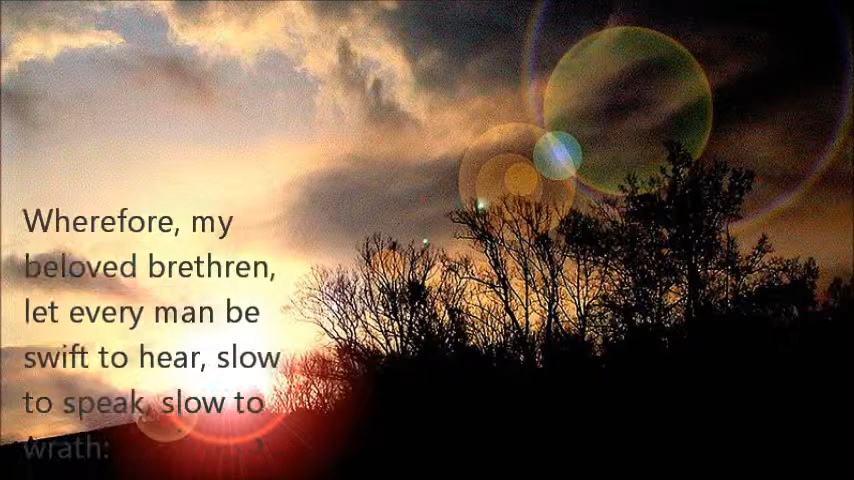 Wherefore, my
beloved brethren,
let every man be
swift to hear, slow
to speak, slow to
wrath: